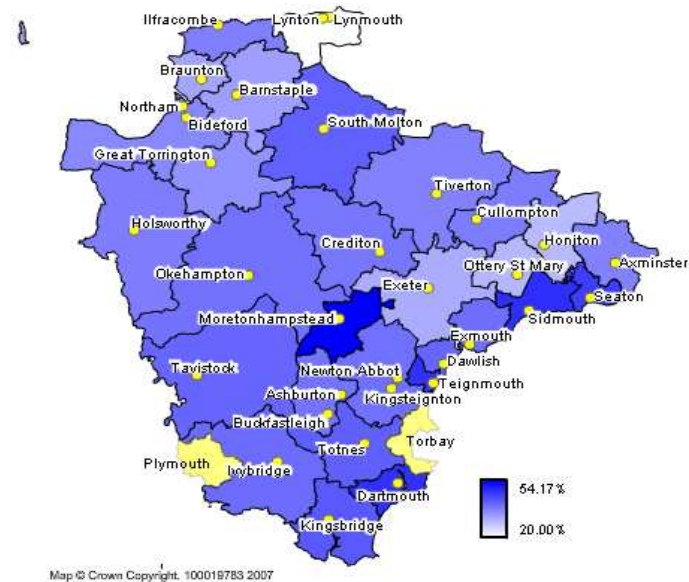 Ilfracombe
Lynton Lynmouth
Braunton
Barnstaple
Northam
Bideford
South Molton
Great Torrington
Tiverton
Cullompton
Holsworthy
Honiton
Crediton
Axminster
Okehampton
Ottery St Mary
Exeter
Seaton
Moretonhampstead
Sidmouth
Exmouth
Dawlish
Tavistock
Newton Abbot
Teignmouth
Ashburton
Kingsteignton
Buckfastleigh
Torbay
Totnes
Plymouth
Ivybridge
Dartmouth
54.17%
Kingsbridge
20.00%
Map © Crown Copyright. 100019783 2007